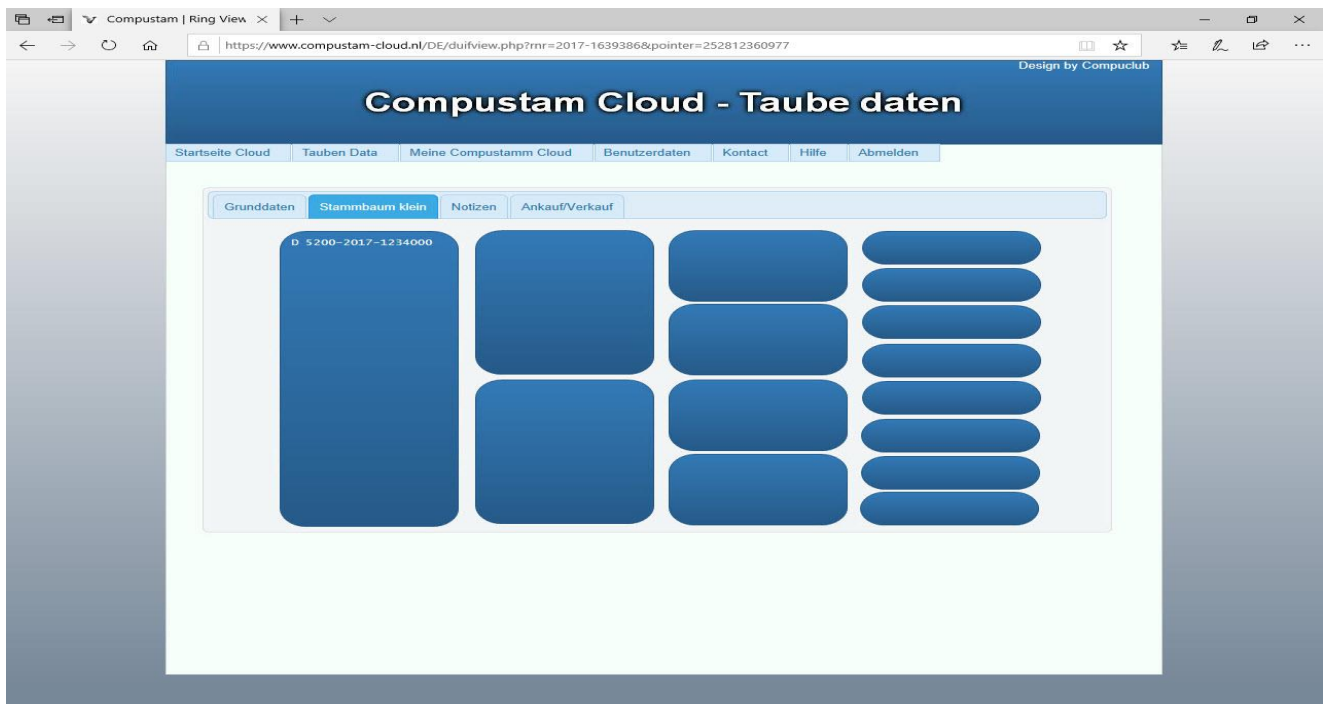 Compustam | Ring View
https://www.compustam-cloud.nl/DE/duifview.php?rnr=2017-1639386&pointer=252812360977
Design by Compuclub
Compustam Cloud - Taube daten
Startseite Cloud Tauben Data Meine Compustamm Cloud Benutzerdaten Kontact Hilfe Abmelden
Grunddaten Stammbaum klein Notizen Ankauf/Verkauf
D 5200-2017-1234000